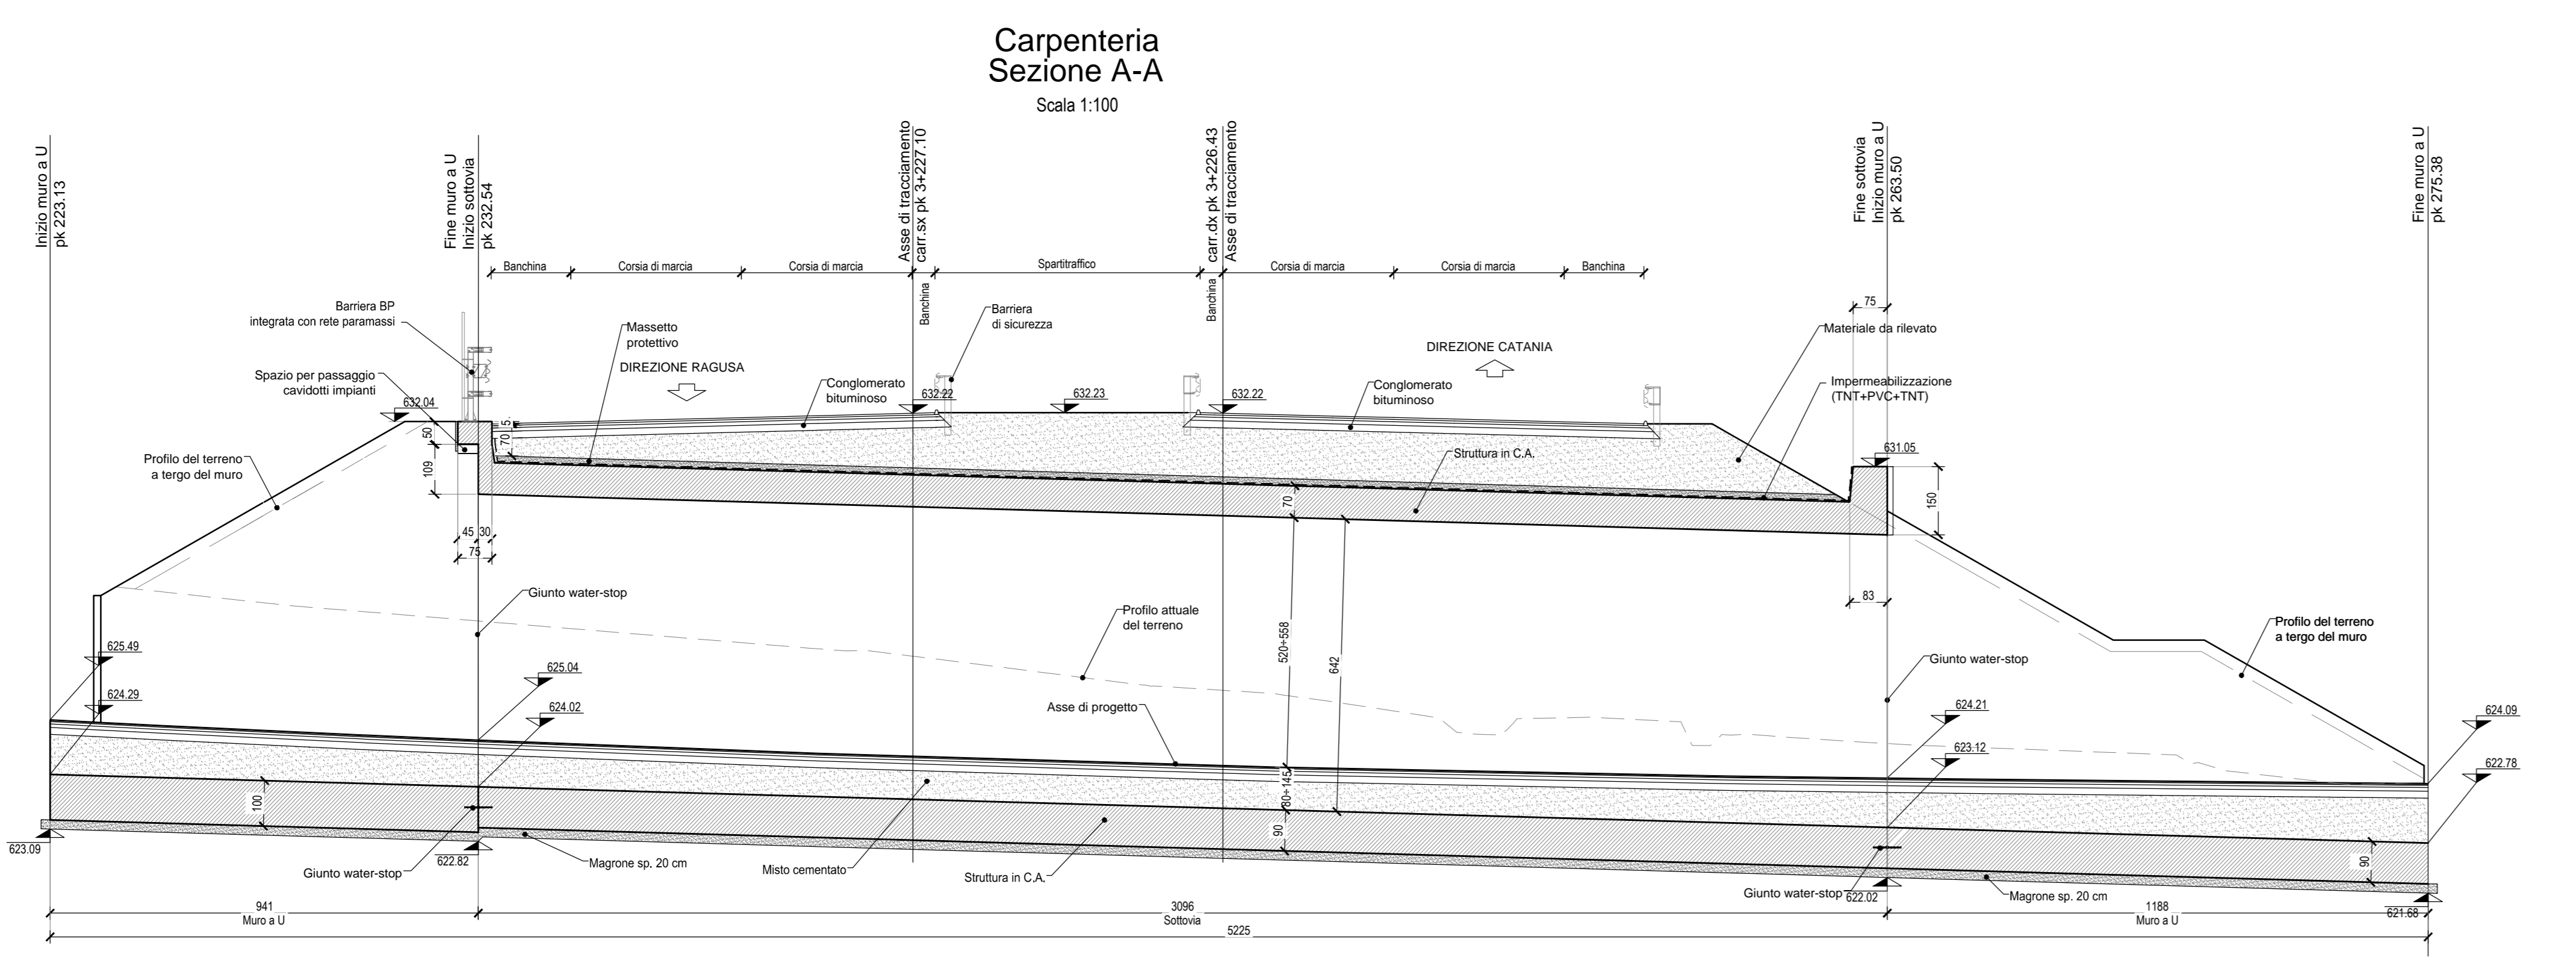 Carpenteria
Sezione A-A
Scala 1:100
Inizio muro a U
pk 223.13
Fine muro a U
Inizio sottovia
pk 232.54
Asse di tracciamento
carr.sx pk 3+227.10
carr.dx pk 3+226.43
Asse di tracciamento
Fine sottovia
Inizio muro a U
pk 263.50
Fine muro a U
pk 275.38
Banchina
Corsia di marcia
Corsia di marcia
Spartitraffico
Corsia di marcia
Corsia di marcia
Banchina
Banchina
Banchina
Barriera BP
integrata con rete paramassi
Massetto
protettivo
Barriera
di sicurezza
75
Materiale da rilevato
DIREZIONE RAGUSA
DIREZIONE CATANIA
Spazio per passaggio
cavidotti impianti
Conglomerato
bituminoso
Conglomerato
bituminoso
Impermeabilizzazione
(TNT+PVC+TNT)
632.04
632.22
632.23
632.22
50
5
70
109
Profilo del terreno
a tergo del muro
Struttura in C.A.
631.05
70
150
45
30
75
Giunto water-stop
Profilo attuale
del terreno
83
520÷558
642
Profilo del terreno
a tergo del muro
625.49
625.04
Giunto water-stop
624.29
624.02
Asse di progetto
624.21
624.09
623.12
622.78
80÷145
100
90
90
623.09
622.82
Giunto water-stop
Magrone sp. 20 cm
Misto cementato
Struttura in C.A.
Giunto water-stop
622.02
Magrone sp. 20 cm
621.68
941
Muro a U
3096
Sottovia
1188
Muro a U
5225